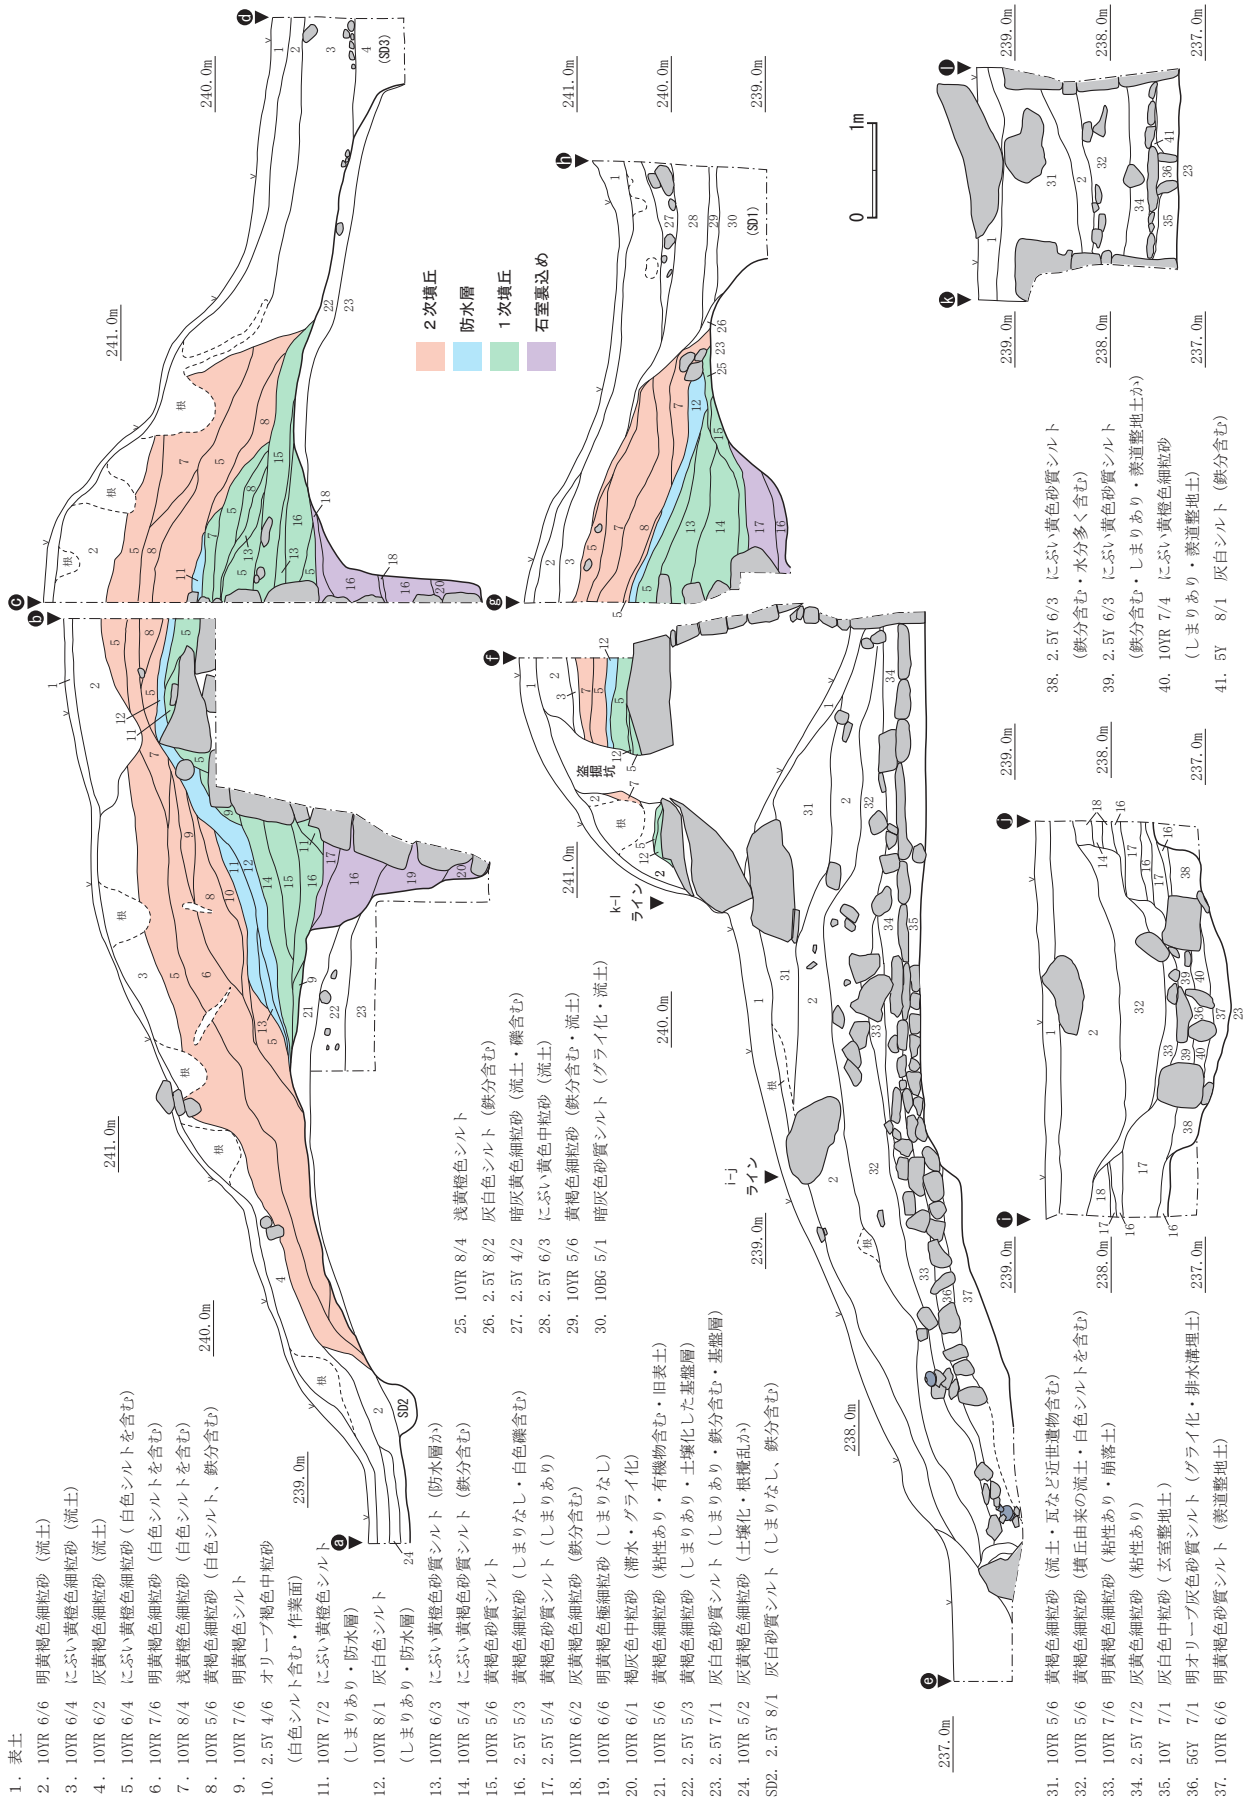 1. 表土
2. 10YR 6/6 明黄褐色細粒砂（流土）
3. 10YR 6/4 にぶい黄橙色細粒砂（流土）
4. 10YR 6/2 灰黄褐色細粒砂（流土）
5. 10YR 6/4 にぶい黄橙色細粒砂（白色シルトを含む）
6. 10YR 7/6 明黄褐色細粒砂（白色シルトを含む）
7. 10YR 8/4 浅黄橙色細粒砂（白色シルトを含む）
8. 10YR 5/6 黄褐色細粒砂（白色シルト、鉄分含む）
9. 10YR 7/6 明黄褐色シルト
10. 2.5Y 4/6 オリーブ褐色中粒砂
（白色シルト含む・作業面）
11. 10YR 7/2 にぶい黄橙色シルト
（しまりあり・防水層）
12. 10YR 8/1 灰白色シルト
（しまりあり・防水層）
13. 10YR 6/3 にぶい黄橙色砂質シルト（防水層か）
14. 10YR 5/4 にぶい黄褐色砂質シルト（鉄分含む）
15. 10YR 5/6 黄褐色砂質シルト
16. 2.5Y 5/3 黄褐色細粒砂（しまりなし・白色礫含む）
17. 2.5Y 5/4 黄褐色砂質シルト（しまりあり）
18. 10YR 6/2 灰黄褐色細粒砂（鉄分含む）
19. 10YR 6/6 明黄褐色極細粒砂（しまりなし）
20. 10YR 6/1 褐灰色中粒砂（滞水・グライ化）
21. 10YR 5/6 黄褐色細粒砂（粘性あり・有機物含む・旧表土）
22. 2.5Y 5/3 黄褐色細粒砂（しまりあり・土壌化した基盤層）
23. 2.5Y 7/1 灰白色砂質シルト（しまりあり・鉄分含む・基盤層）
24. 10YR 5/2 灰黄褐色細粒砂（土壌化・根攪乱か）
SD2. 2.5Y 8/1 灰白砂質シルト（しまりなし、鉄分含む）
25. 10YR 8/4 浅黄橙色シルト
26. 2.5Y 8/2 灰白色シルト（鉄分含む）
27. 2.5Y 4/2 暗灰黄色細粒砂（流土・礫含む）
28. 2.5Y 6/3 にぶい黄色中粒砂（流土）
29. 10YR 5/6 黄褐色細粒砂（鉄分含む・流土）
30. 10BG 5/1 暗灰色砂質シルト（グライ化・流土）
31. 10YR 5/6 黄褐色細粒砂（流土・瓦など近世遺物含む）
32. 10YR 5/6 黄褐色細粒砂（墳丘由来の流土・白色シルトを含む）
33. 10YR 7/6 明黄褐色細粒砂（粘性あり・崩落土）
34. 2.5Y 7/2 灰黄色細粒砂（粘性あり）
35. 10Y 7/1 灰白色中粒砂（玄室整地土）
36. 5GY 7/1 明オリーブ灰色砂質シルト（グライ化・排水溝埋土）
37. 10YR 6/6 明黄褐色砂質シルト（羨道整地土）
38. 2.5Y 6/3 にぶい黄色砂質シルト
（鉄分含む・水分多く含む）
39. 2.5Y 6/3 にぶい黄色砂質シルト
（鉄分含む・しまりあり・羨道整地土か）
40. 10YR 7/4 にぶい黄橙色細粒砂
（しまりあり・羨道整地土）
41. 5Y 8/1 灰白シルト（鉄分含む）
2次墳丘
防水層
1次墳丘
石室裏込め
a
b
c
d
e
f
g
h
i
j
k
l
241.0m
240.0m
239.0m
238.0m
237.0m
0
1m
根
盗掘坑
k-l
ライン
i-j
ライン
SD2
(SD3)
(SD1)